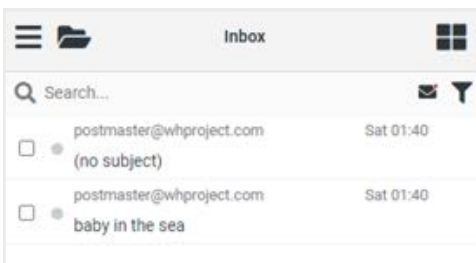 Inbox
Search...
postmaster@whproject.com Sat 01:40
(no subject)
postmaster@whproject.com Sat 01:40
baby in the sea